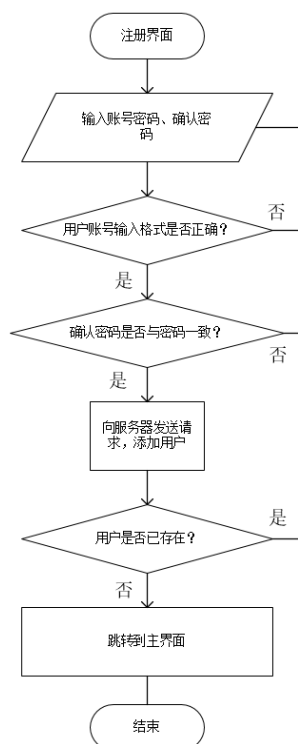 注册界面
输入账号密码、确认密
码
用户账号输入格式是否正确？
否
是
确认密码是否与密码一致？
否
是
向服务器发送请
求，添加用户
用户是否已存在？
是
否
跳转到主界面
结束